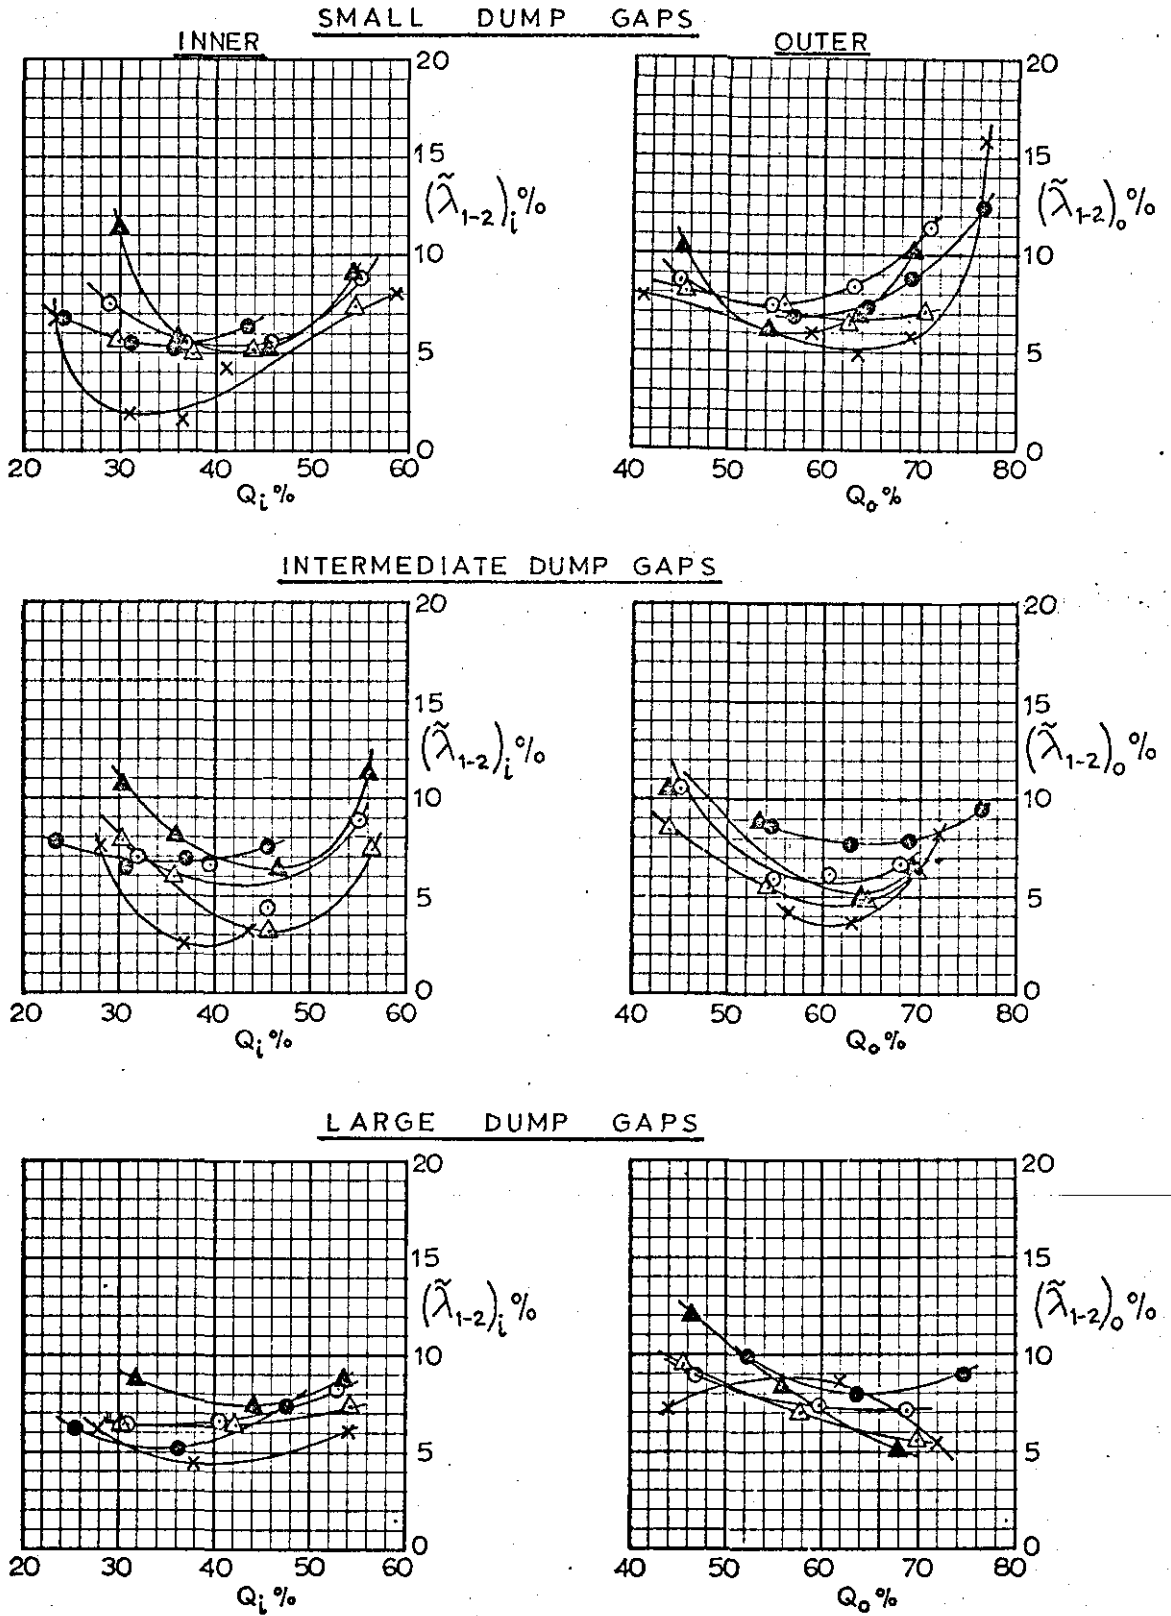 SMALL DUMP GAPS
INNER
OUTER
20
15
10
5
0
(λ̃₁₋₂)ᵢ%
20 30 40 50 60
Qᵢ%
20
15
10
5
0
(λ̃₁₋₂)ₒ%
40 50 60 70 80
Qₒ%
INTERMEDIATE DUMP GAPS
20
15
10
5
0
(λ̃₁₋₂)ᵢ%
20 30 40 50 60
Qᵢ%
20
15
10
5
0
(λ̃₁₋₂)ₒ%
40 50 60 70 80
Qₒ%
LARGE DUMP GAPS
20
15
10
5
0
(λ̃₁₋₂)ᵢ%
20 30 40 50 60
Qᵢ%
20
15
10
5
0
(λ̃₁₋₂)ₒ%
40 50 60 70 80
Qₒ%